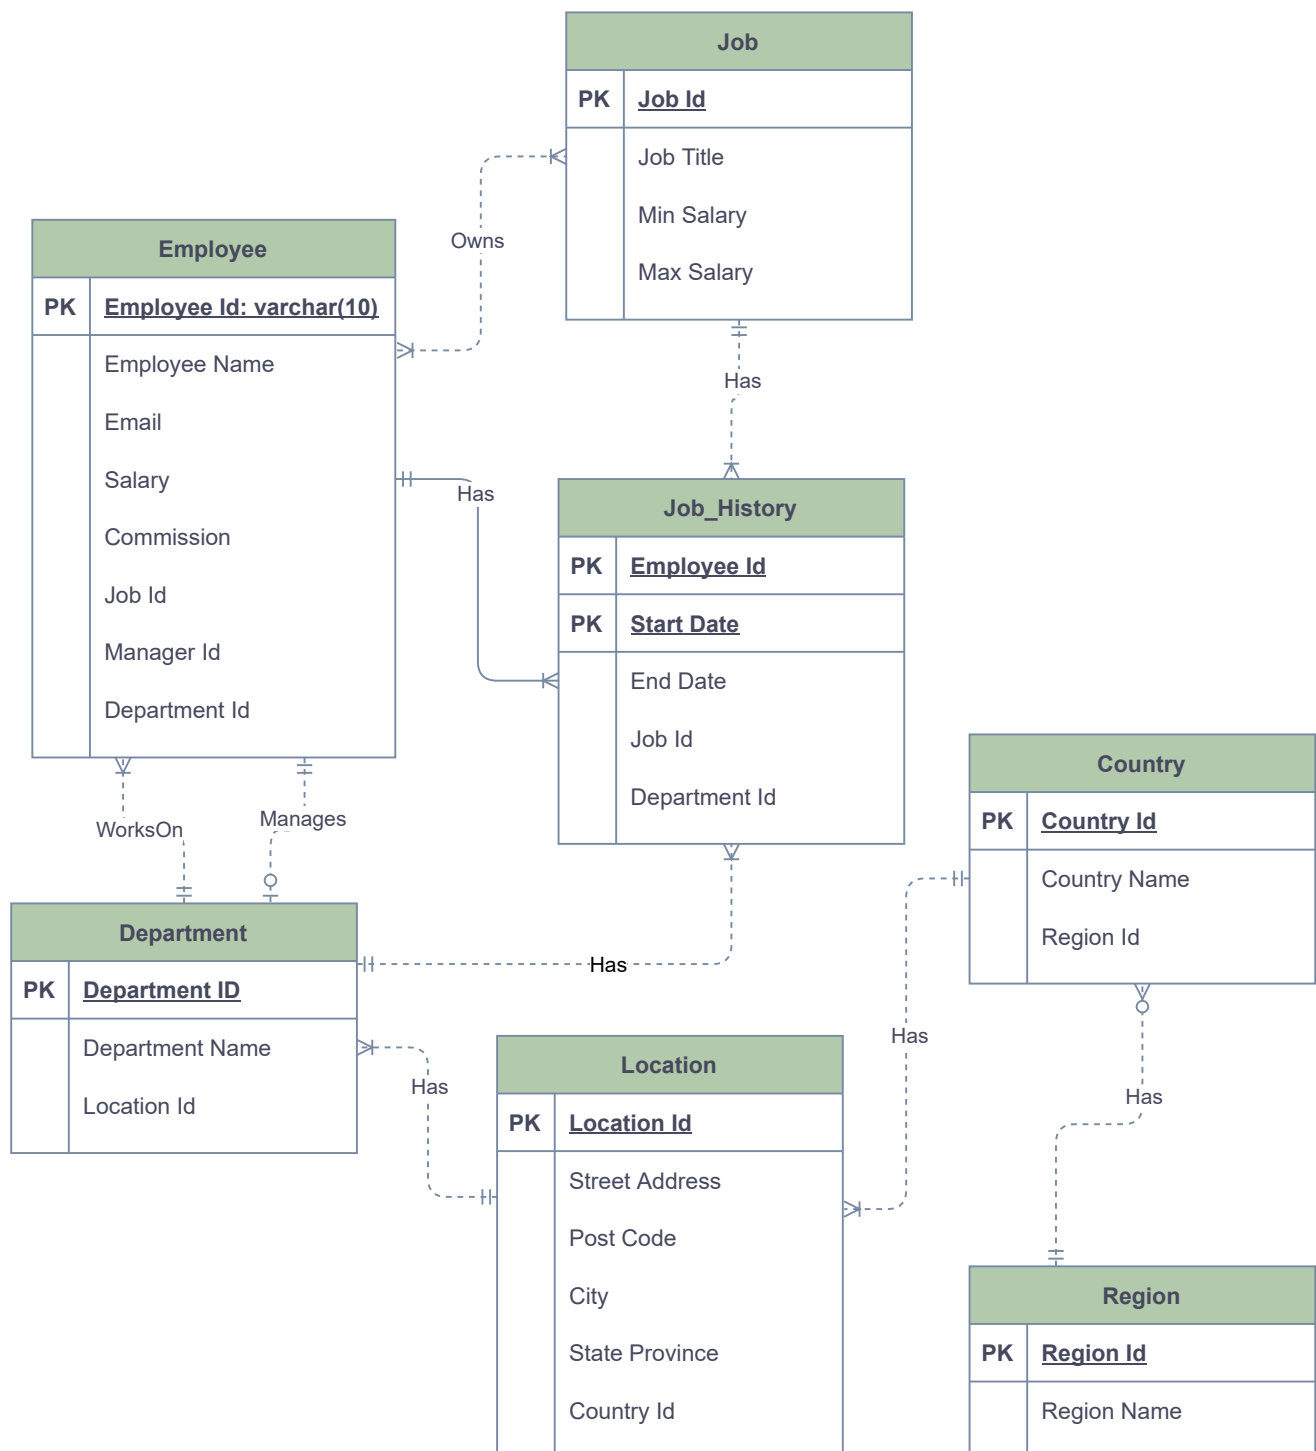 Job
PK Job Id
Job Title
Min Salary
Max Salary
Owns
Has
Employee
PK Employee Id: varchar(10)
Employee Name
Email
Salary
Commission
Job Id
Manager Id
Department Id
Has
Job_History
PK Employee Id
PK Start Date
End Date
Job Id
Department Id
WorksOn
Manages
Department
PK Department ID
Department Name
Location Id
Has
Has
Location
PK Location Id
Street Address
Post Code
City
State Province
Country Id
Has
Country
PK Country Id
Country Name
Region Id
Has
Region
PK Region Id
Region Name